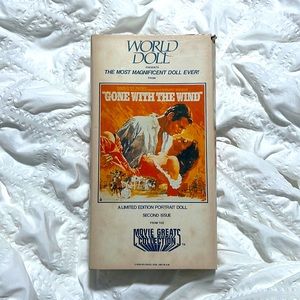 WORLD
DOLL
PRESENTS
THE MOST MAGNIFICENT DOLL EVER!
FROM
"GONE WITH THE WIND"
A LIMITED EDITION PORTRAIT DOLL
SECOND ISSUE
FROM THE
MOVIE GREATS
COLLECTION